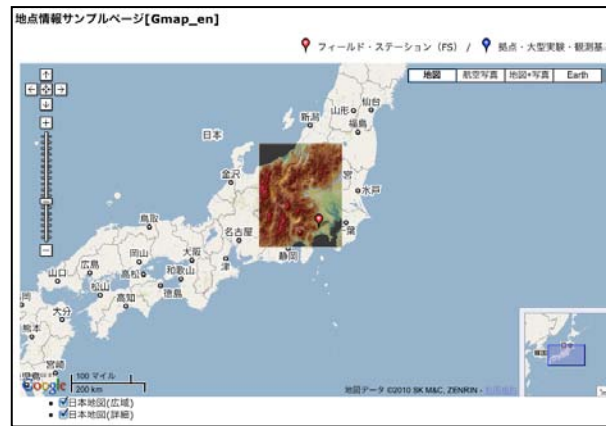 地点情報サンプルページ[Gmap_en]
フィールド・ステーション (FS) / 拠点・大型実験・観測基
地図 航空写真 地図+写真 Earth
仙台
山形
新潟
福島
日本
金沢
宮
水戸
鳥取
名古屋
千葉
静岡
岡山
大阪
津
広島
山口
高松
和歌山
松山
徳島
高知
大分
熊本
宮崎
韓国
100 マイル
200 km
Google
地図データ ©2010 SK M&C, ZENRIN -
日本地図(広域)
日本地図(詳細)